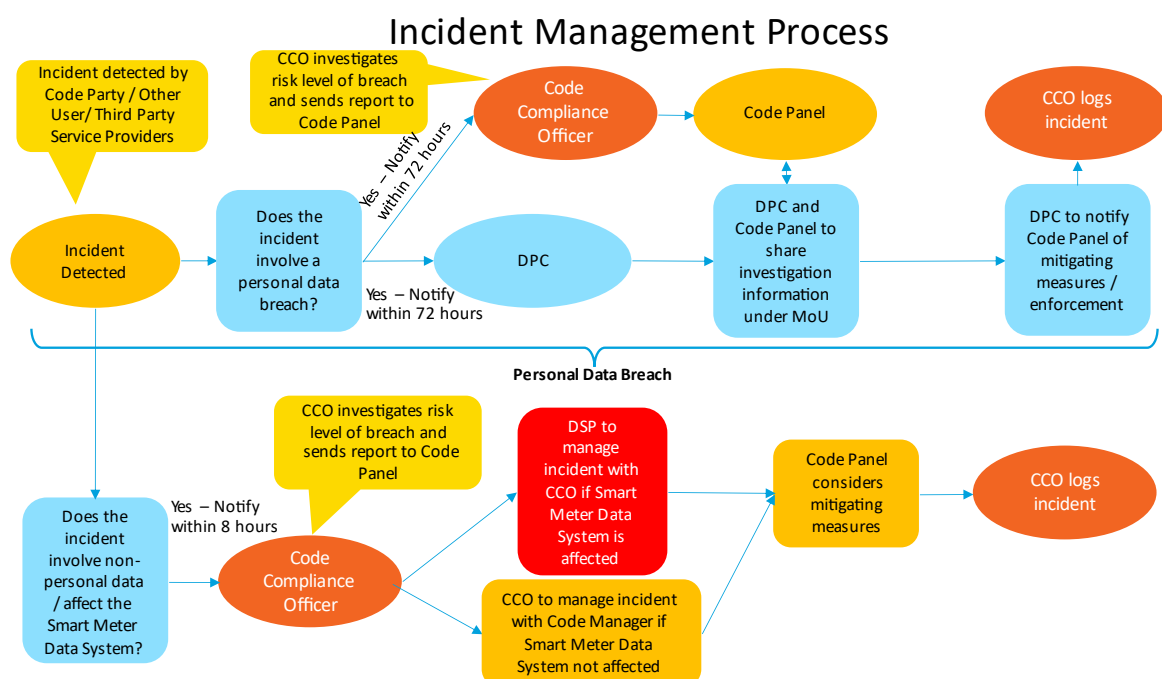 Incident Management Process
Incident detected by
Code Party / Other
User/ Third Party
Service Providers
CCO investigates
risk level of breach
and sends report to
Code Panel
Code
Compliance
Officer
Code Panel
CCO logs
incident
Yes – Notify
within 72 hours
Incident
Detected
Does the
incident
involve a
personal data
breach?
DPC
Yes – Notify
within 72 hours
DPC and
Code Panel to
share
investigation
information
under MoU
DPC to notify
Code Panel of
mitigating
measures /
enforcement
Personal Data Breach
CCO investigates risk
level of breach and
sends report to Code
Panel
Does the
incident
involve non-
personal data
/ affect the
Smart Meter
Data System?
Yes – Notify
within 8 hours
Code
Compliance
Officer
DSP to
manage
incident with
CCO if Smart
Meter Data
System is
affected
CCO to manage incident
with Code Manager if
Smart Meter Data
System not affected
Code Panel
considers
mitigating
measures
CCO logs
incident